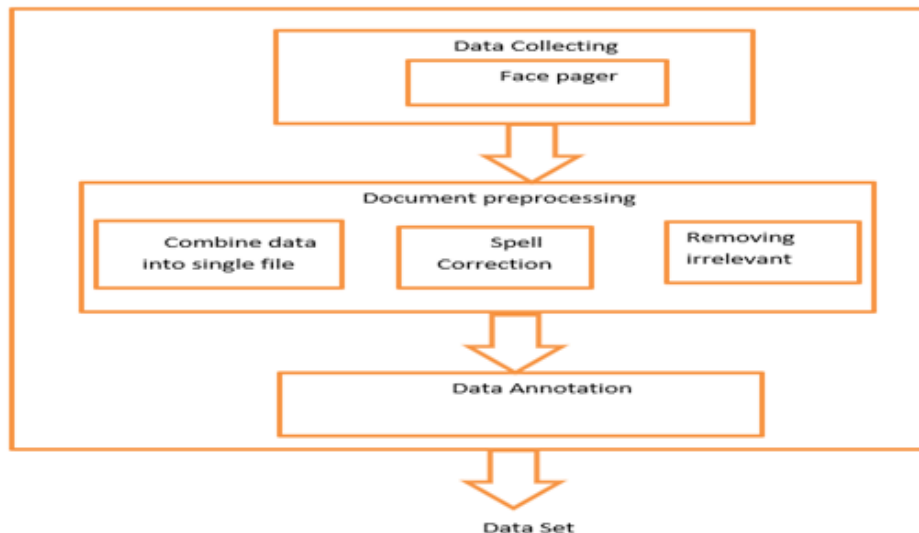 Data Collecting
Face pager
Document preprocessing
Combine data
into single file
Spell
Correction
Removing
irrelevant
Data Annotation
Data Set